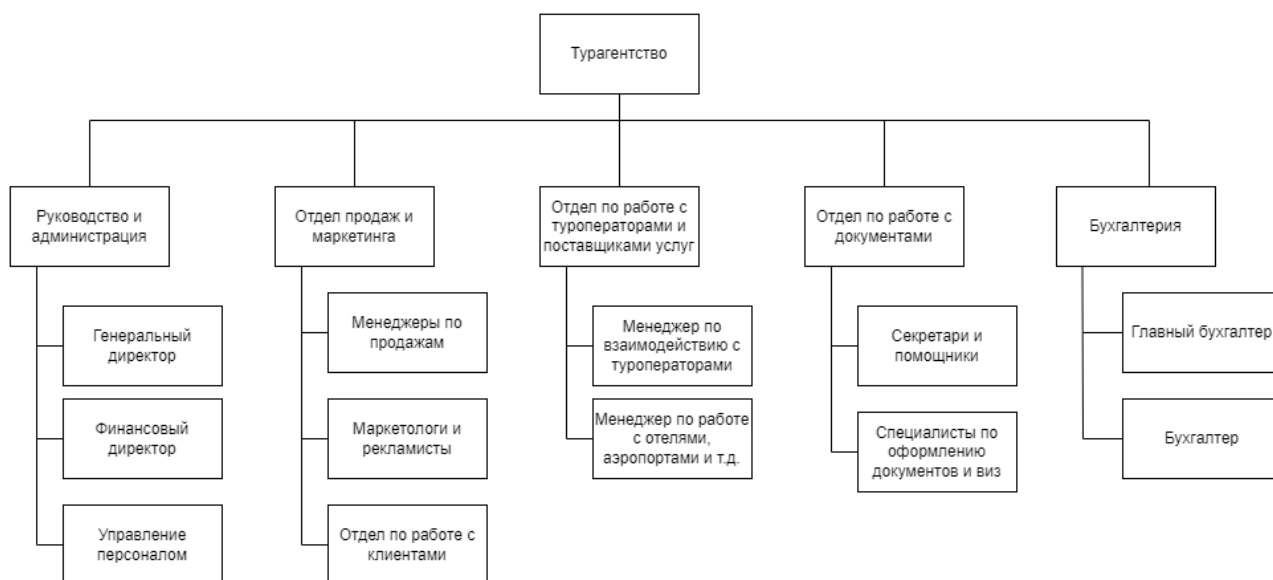 Турагентство
Руководство и
администрация
Отдел продаж и
маркетинга
Отдел по работе с
туроператорами и
поставщиками услуг
Отдел по работе с
документами
Бухгалтерия
Генеральный
директор
Менеджеры по
продажам
Менеджер по
взаимодействию с
туроператорами
Секретари и
помощники
Главный бухгалтер
Финансовый
директор
Маркетологи и
рекламисты
Менеджер по работе
с отелями,
аэропортами и т.д.
Специалисты по
оформлению
документов и виз
Бухгалтер
Управление
персоналом
Отдел по работе с
клиентами